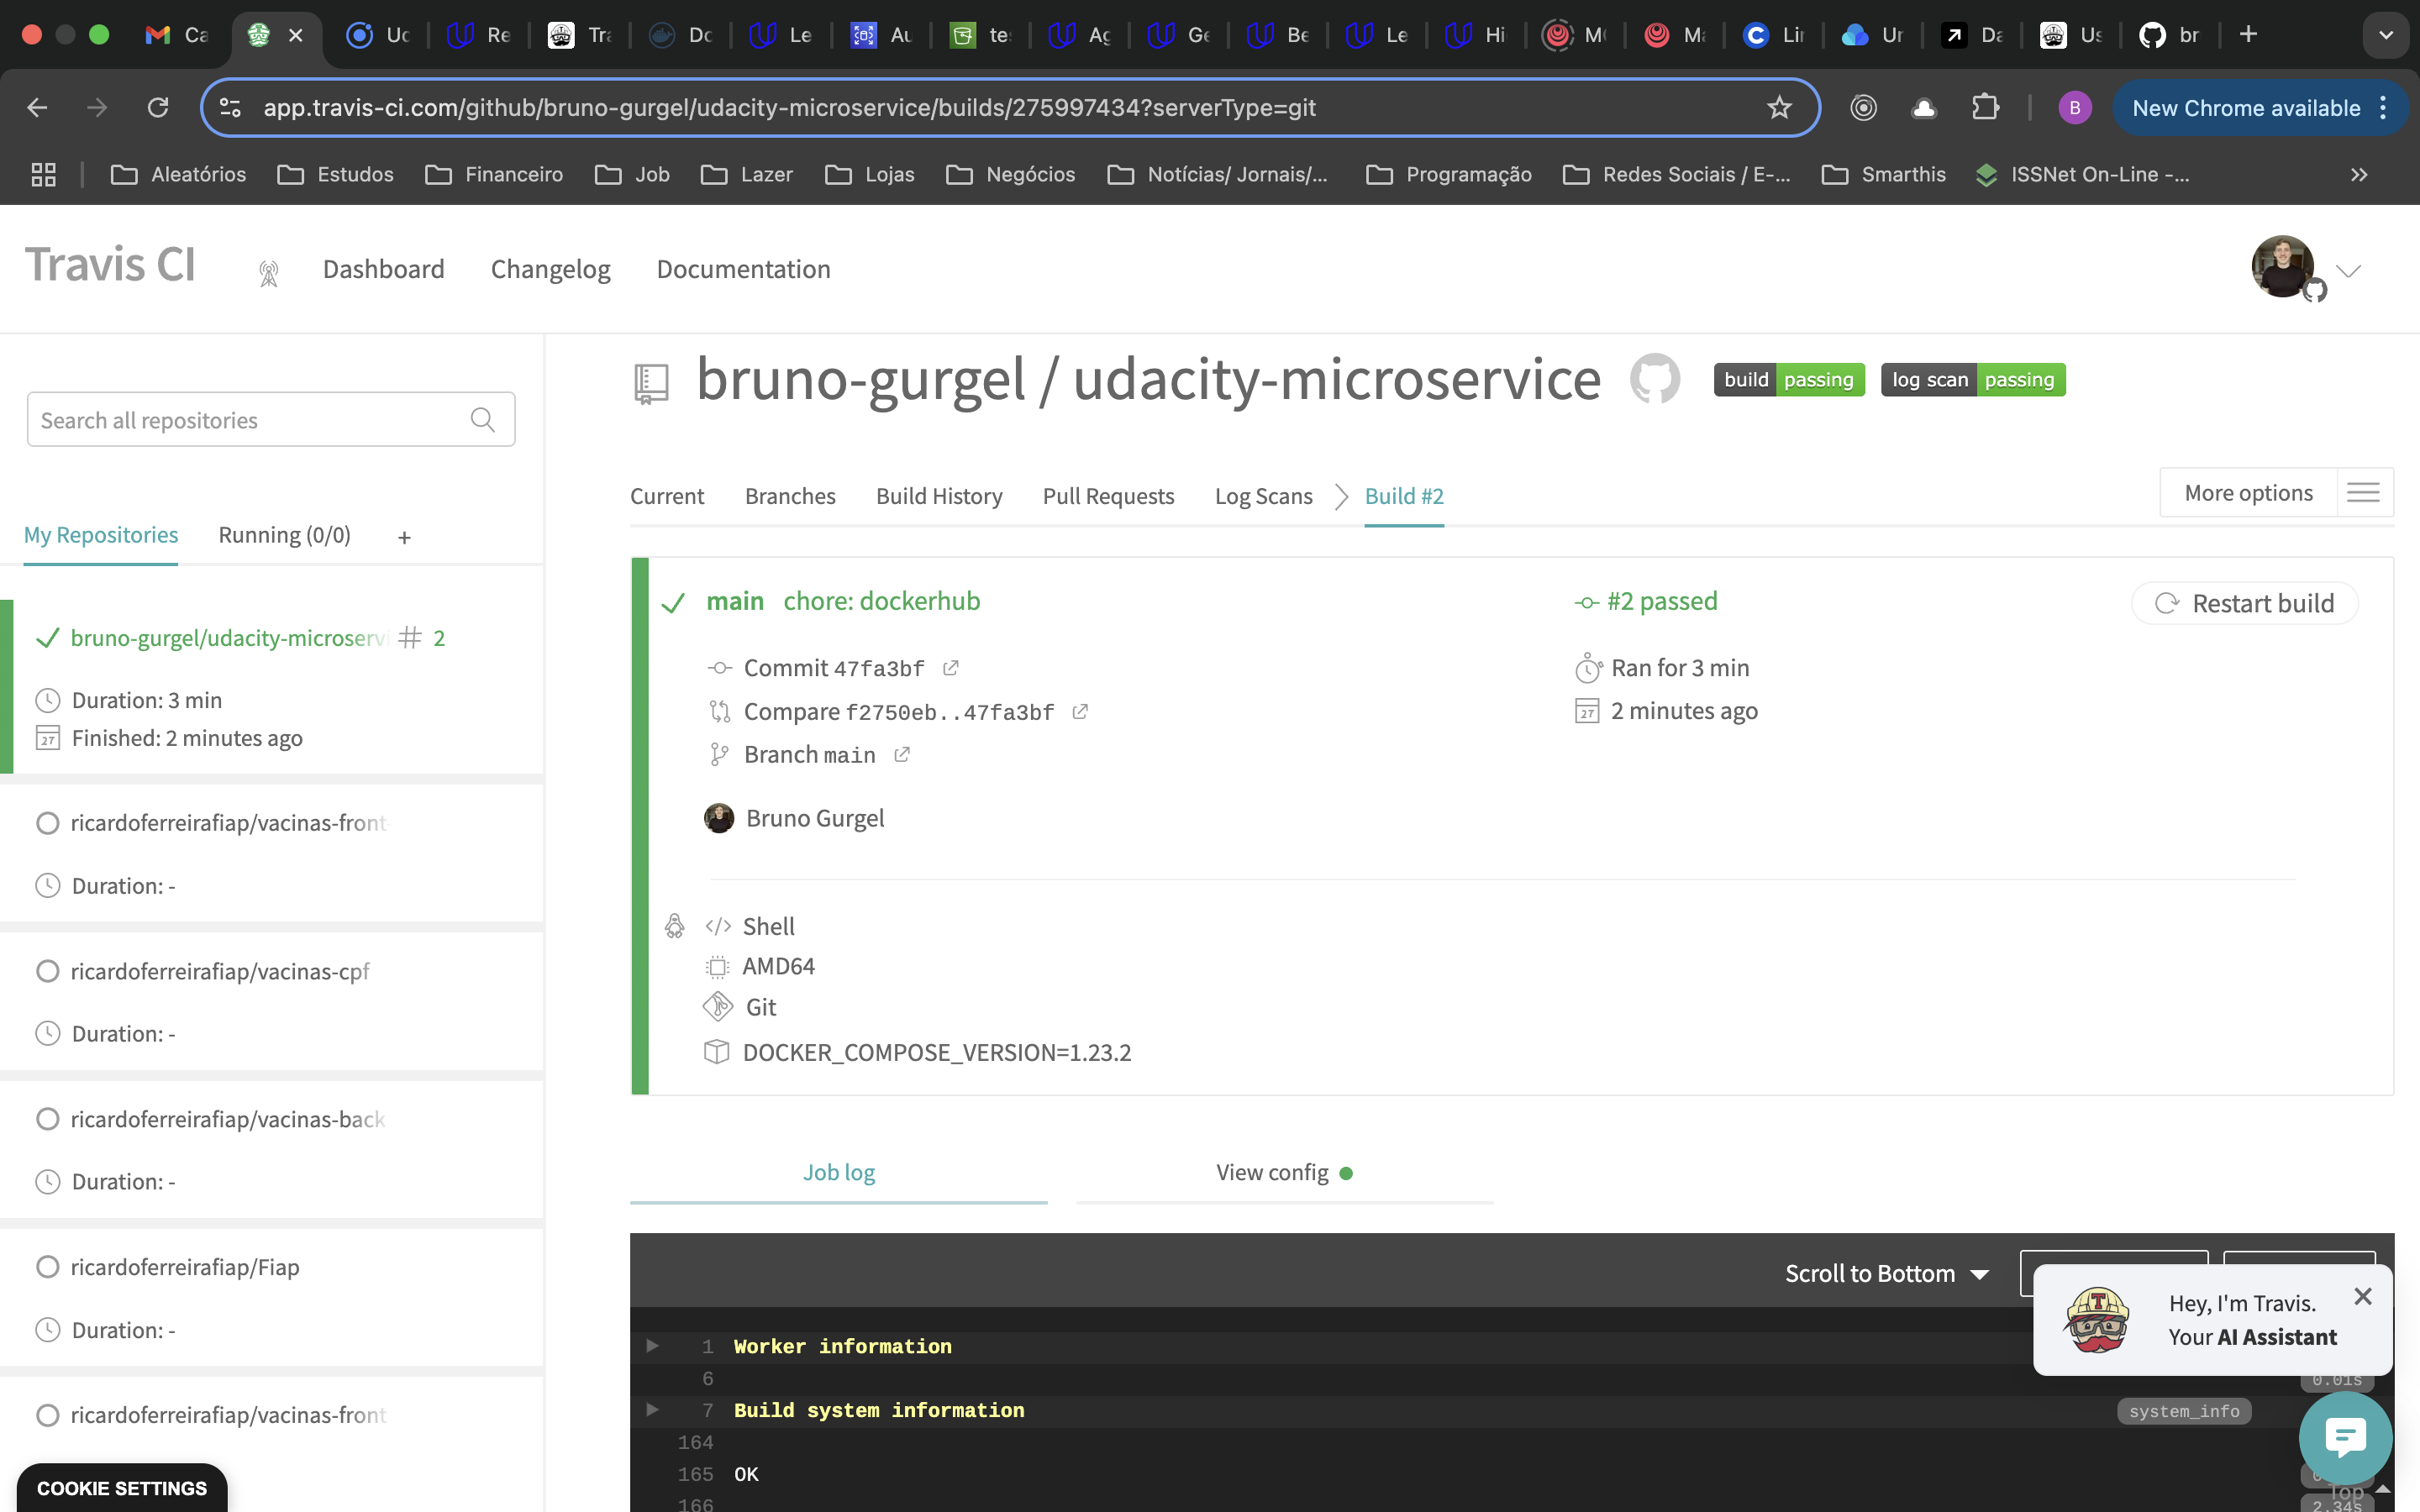 Ca
Uc
Re
Tra
Dc
Le
Au
te
Ag
Ge
Be
Le
Hi
Ma
Lir
Ur
Da
Us
br
app.travis-ci.com/github/bruno-gurgel/udacity-microservice/builds/275997434?serverType=git
B
New Chrome available
Aleatórios
Estudos
Financeiro
Job
Lazer
Lojas
Negócios
Notícias/ Jornais/...
Programação
Redes Sociais / E-...
Smarthis
ISSNet On-Line -...
Travis CI
Dashboard
Changelog
Documentation
Search all repositories
My Repositories
Running (0/0)
+
bruno-gurgel/udacity-microservi # 2
Duration: 3 min
27 Finished: 2 minutes ago
ricardoferreirafiap/vacinas-front-
Duration: -
ricardoferreirafiap/vacinas-cpf
Duration: -
ricardoferreirafiap/vacinas-back
Duration: -
ricardoferreirafiap/Fiap
Duration: -
ricardoferreirafiap/vacinas-front
COOKIE SETTINGS
bruno-gurgel / udacity-microservice
build passing
log scan passing
Current
Branches
Build History
Pull Requests
Log Scans
Build #2
More options
main chore: dockerhub
Commit 47fa3bf
Compare f2750eb..47fa3bf
Branch main
Bruno Gurgel
#2 passed
Ran for 3 min
27 2 minutes ago
Restart build
</> Shell
AMD64
Git
DOCKER_COMPOSE_VERSION=1.23.2
Job log
View config
Scroll to Bottom
1 Worker information
6
0.01s
7 Build system information
system_info
164
165 OK
166
2.34s
Top
Hey, I'm Travis.
Your AI Assistant